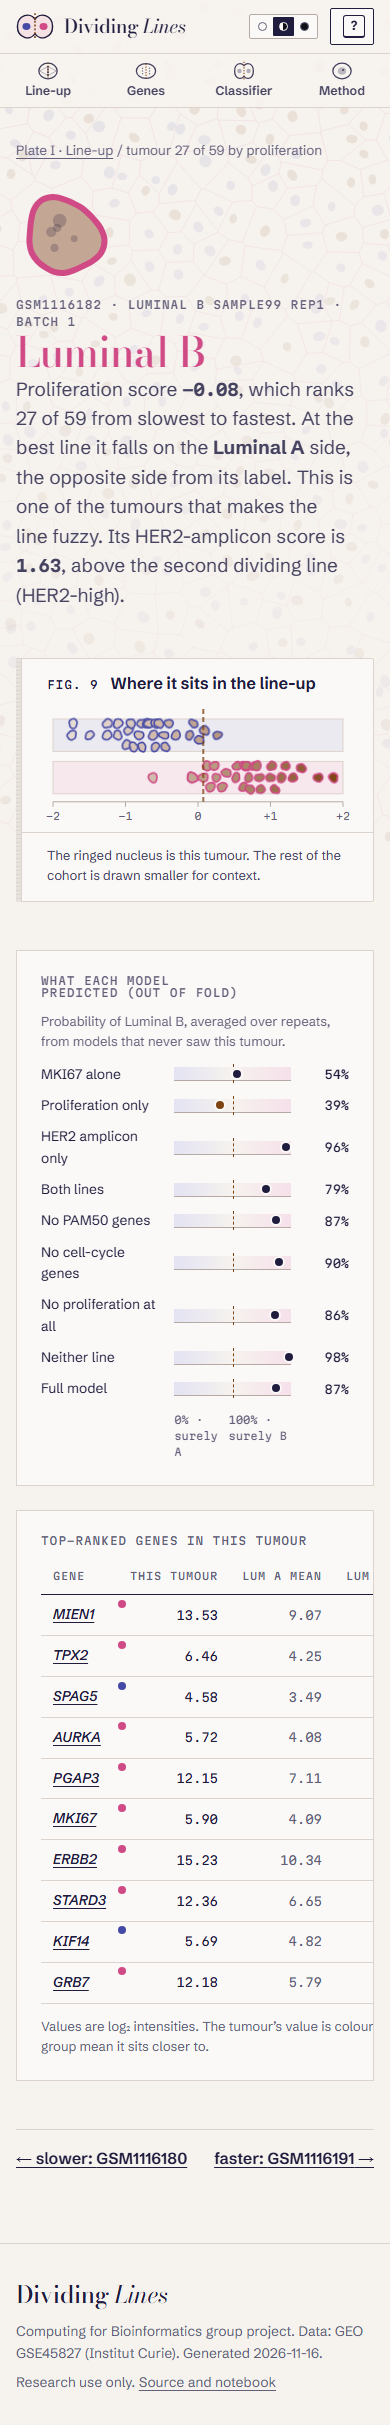 Dividing Lines
?
Line-up Genes Classifier Method
Plate I · Line-up / tumour 27 of 59 by proliferation
GSM1116182 · LUMINAL B SAMPLE99 REP1 ·
BATCH 1
Luminal B
Proliferation score −0.08, which ranks
27 of 59 from slowest to fastest. At the
best line it falls on the Luminal A side,
the opposite side from its label. This is
one of the tumours that makes the
line fuzzy. Its HER2-amplicon score is
1.63, above the second dividing line
(HER2-high).
FIG. 9 Where it sits in the line-up
−2 −1 0 +1 +2
The ringed nucleus is this tumour. The rest of the
cohort is drawn smaller for context.
WHAT EACH MODEL
PREDICTED (OUT OF FOLD)
Probability of Luminal B, averaged over repeats,
from models that never saw this tumour.
MKI67 alone 54%
Proliferation only 39%
HER2 amplicon
only 96%
Both lines 79%
No PAM50 genes 87%
No cell-cycle
genes 90%
No proliferation at
all 86%
Neither line 98%
Full model 87%
0% · 100% ·
surely surely B
A
TOP-RANKED GENES IN THIS TUMOUR
GENE THIS TUMOUR LUM A MEAN LUM
MIEN1 13.53 9.07
TPX2 6.46 4.25
SPAG5 4.58 3.49
AURKA 5.72 4.08
PGAP3 12.15 7.11
MKI67 5.90 4.09
ERBB2 15.23 10.34
STARD3 12.36 6.65
KIF14 5.69 4.82
GRB7 12.18 5.79
Values are log₂ intensities. The tumour's value is colour
group mean it sits closer to.
← slower: GSM1116180 faster: GSM1116191 →
Dividing Lines
Computing for Bioinformatics group project. Data: GEO
GSE45827 (Institut Curie). Generated 2026-11-16.
Research use only. Source and notebook